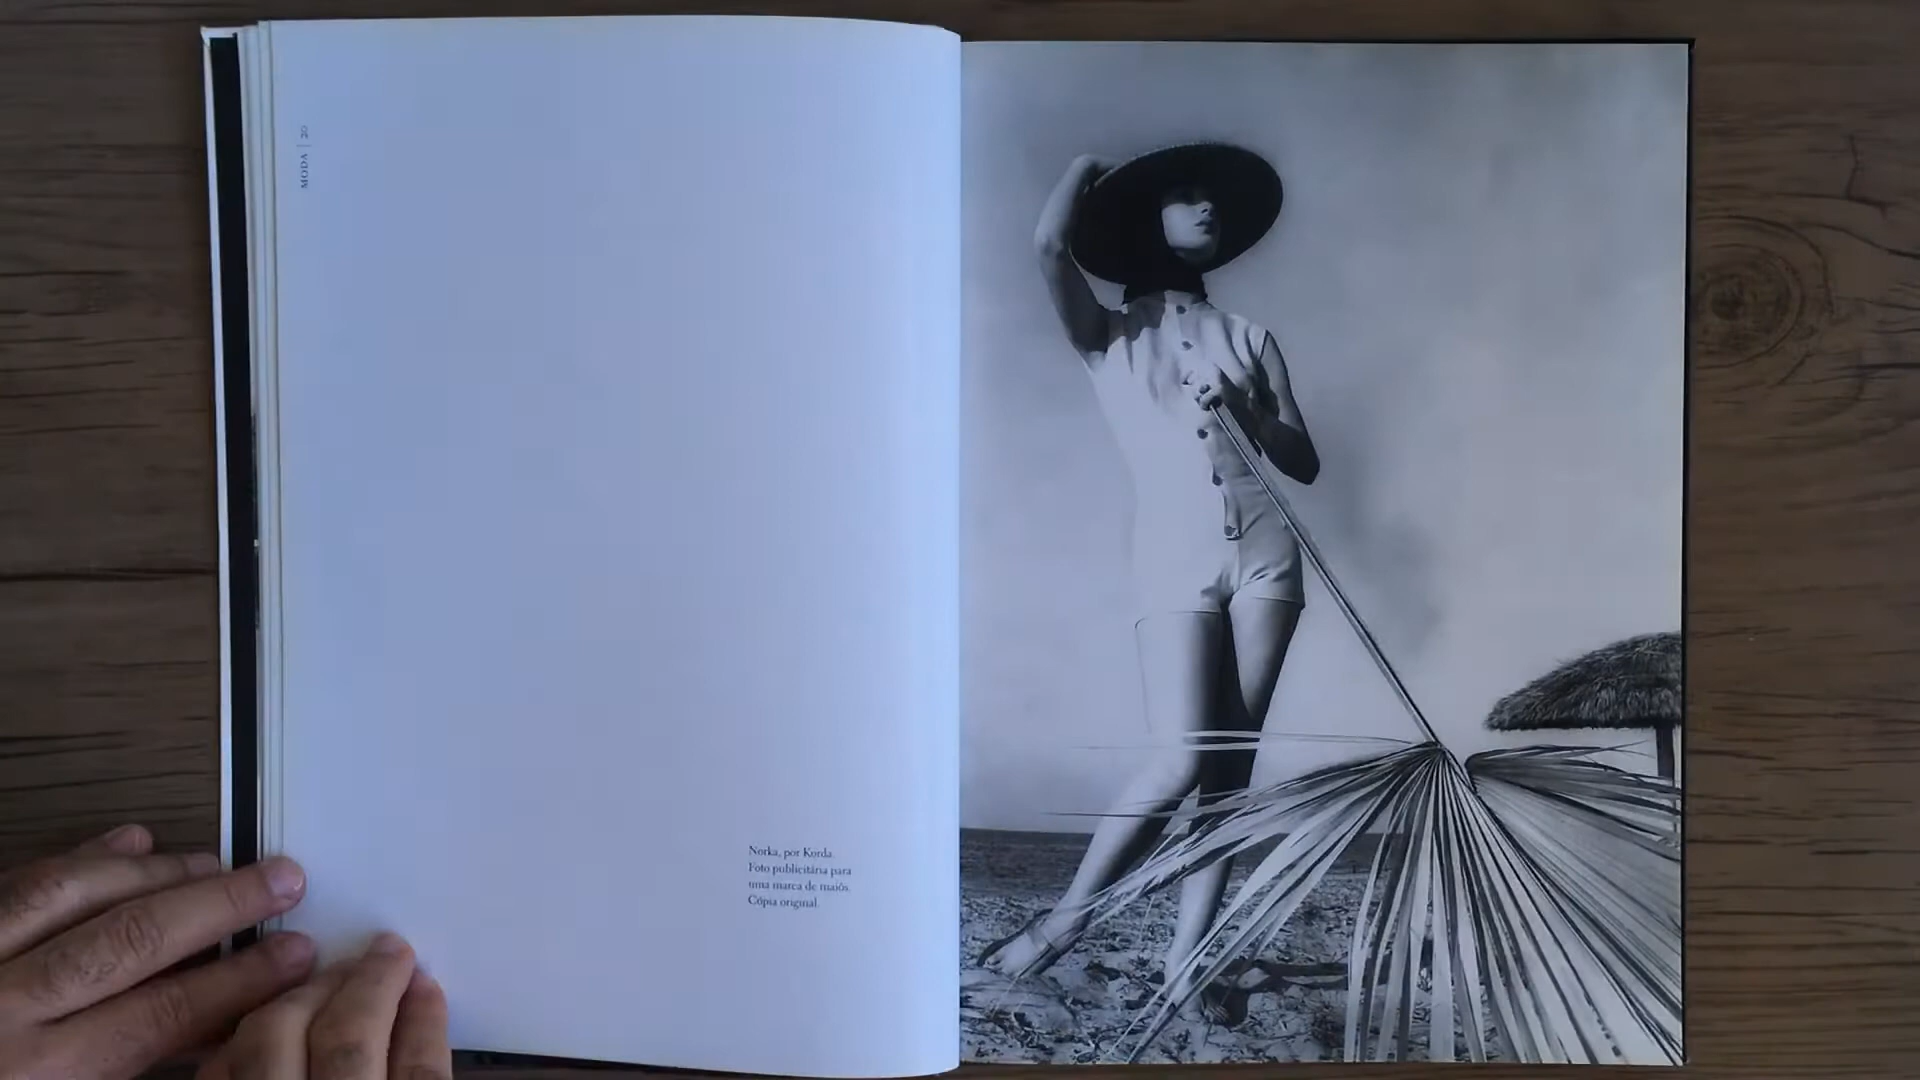 MODA | 20
Norka, por Korda.
Foto publicitária para
uma marca de maiôs.
Cópia original.